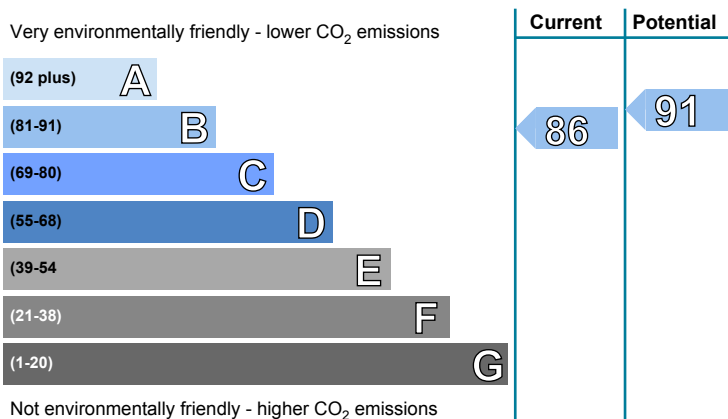 Very environmentally friendly - lower CO2 emissions
Current
Potential
(92 plus) A
(81-91) B
(69-80) C
(55-68) D
(39-54 E
(21-38) F
(1-20) G
86
91
Not environmentally friendly - higher CO2 emissions